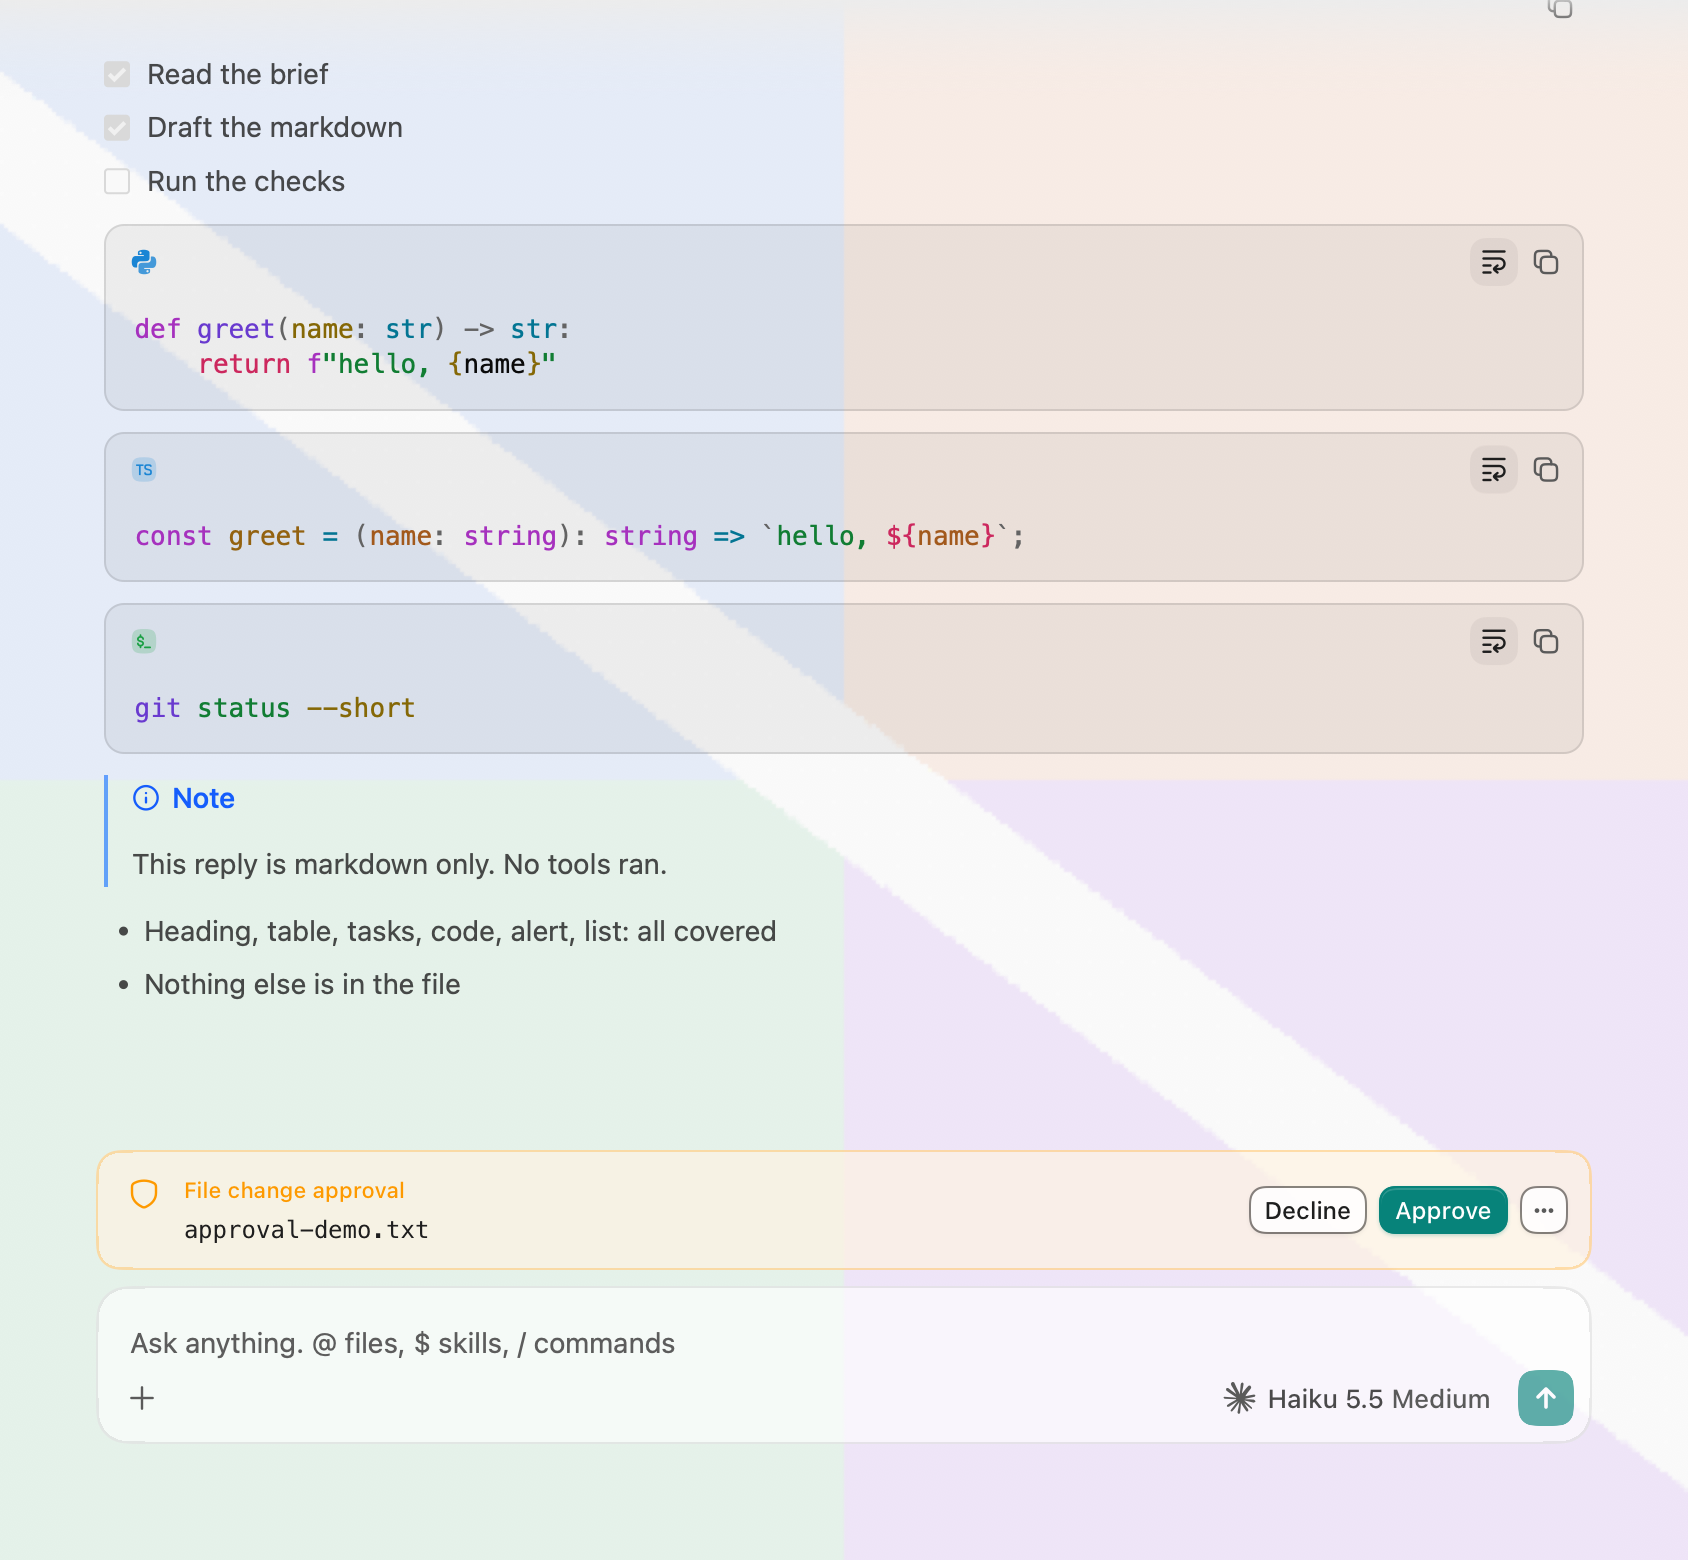 Read the brief
Draft the markdown
Run the checks
def greet(name: str) -> str:
    return f"hello, {name}"
TS
const greet = (name: string): string => `hello, ${name}`;
$_
git status --short
Note
This reply is markdown only. No tools ran.
• Heading, table, tasks, code, alert, list: all covered
• Nothing else is in the file
File change approval
approval-demo.txt
Decline
Approve
Ask anything. @ files, $ skills, / commands
Haiku 5.5 Medium